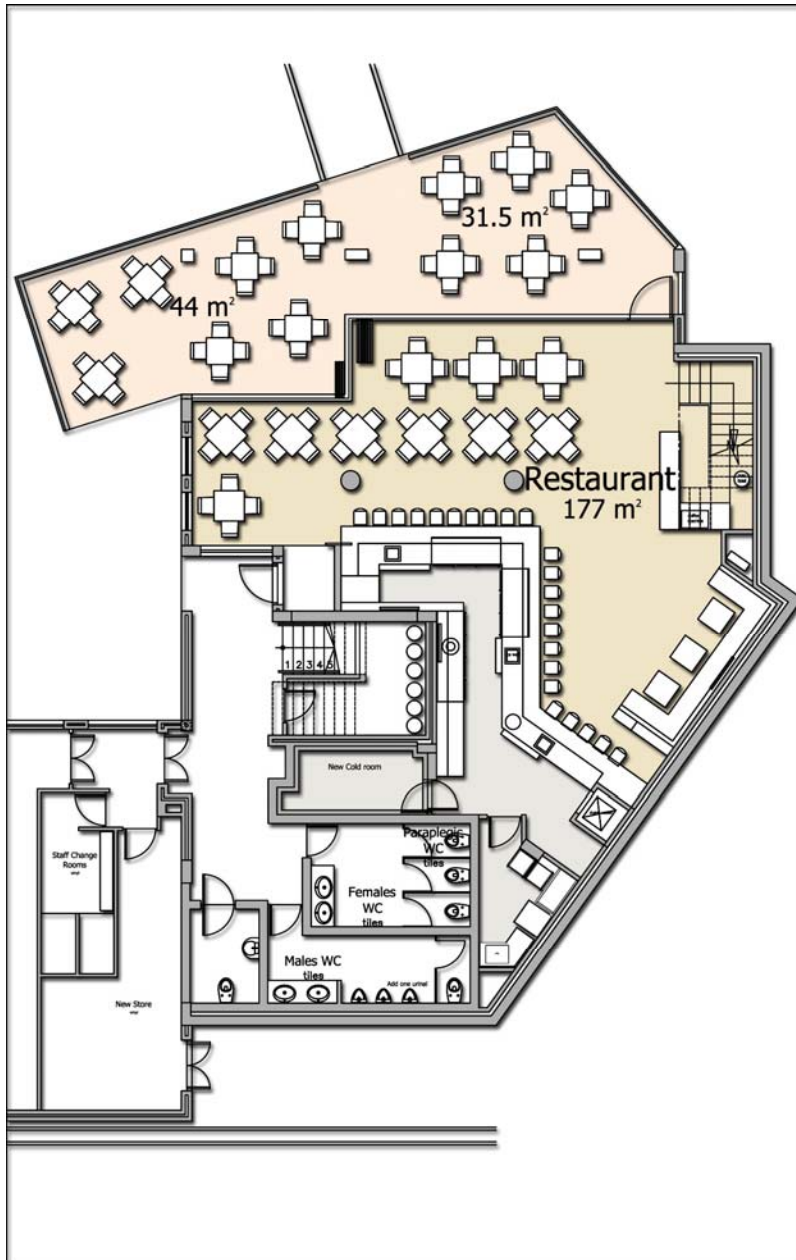 31.5 m²
44 m²
Restaurant
177 m²
1 2 3 4 5
New Cold room
Paraplegic
WC
tiles
Staff Change
Rooms
Females
WC
tiles
Males WC
tiles
Add one urinal
New Store